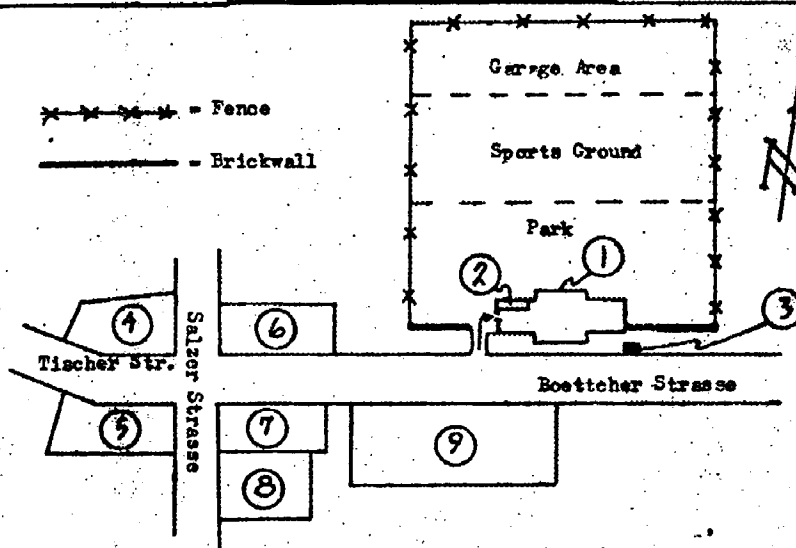 Garage Area
= Fence
= Brickwall
Sports Ground
N
Park
1
2
3
4
6
Salzer Strasse
Tischer Str.
Boettcher Strasse
5
7
9
8